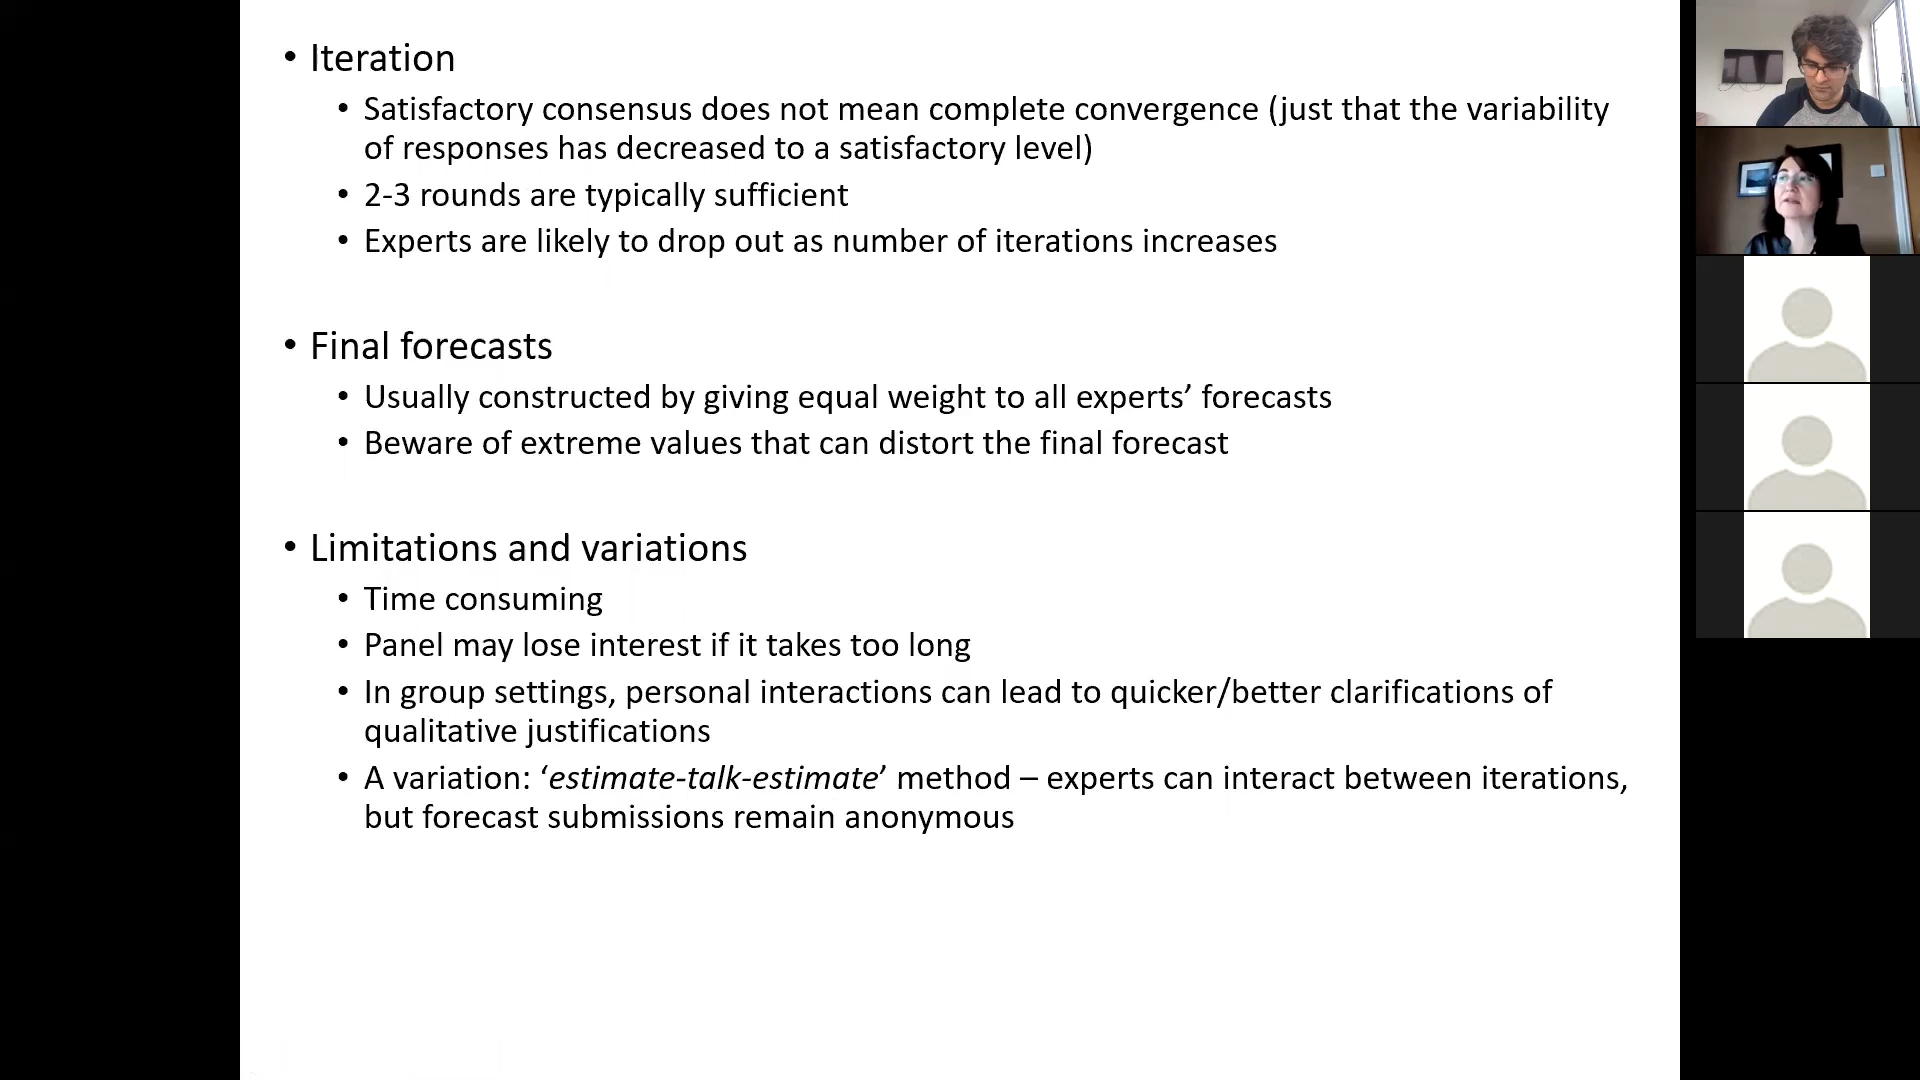 • Iteration
• Satisfactory consensus does not mean complete convergence (just that the variability
of responses has decreased to a satisfactory level)
• 2-3 rounds are typically sufficient
• Experts are likely to drop out as number of iterations increases
• Final forecasts
• Usually constructed by giving equal weight to all experts’ forecasts
• Beware of extreme values that can distort the final forecast
• Limitations and variations
• Time consuming
• Panel may lose interest if it takes too long
• In group settings, personal interactions can lead to quicker/better clarifications of
qualitative justifications
• A variation: ‘estimate-talk-estimate’ method – experts can interact between iterations,
but forecast submissions remain anonymous